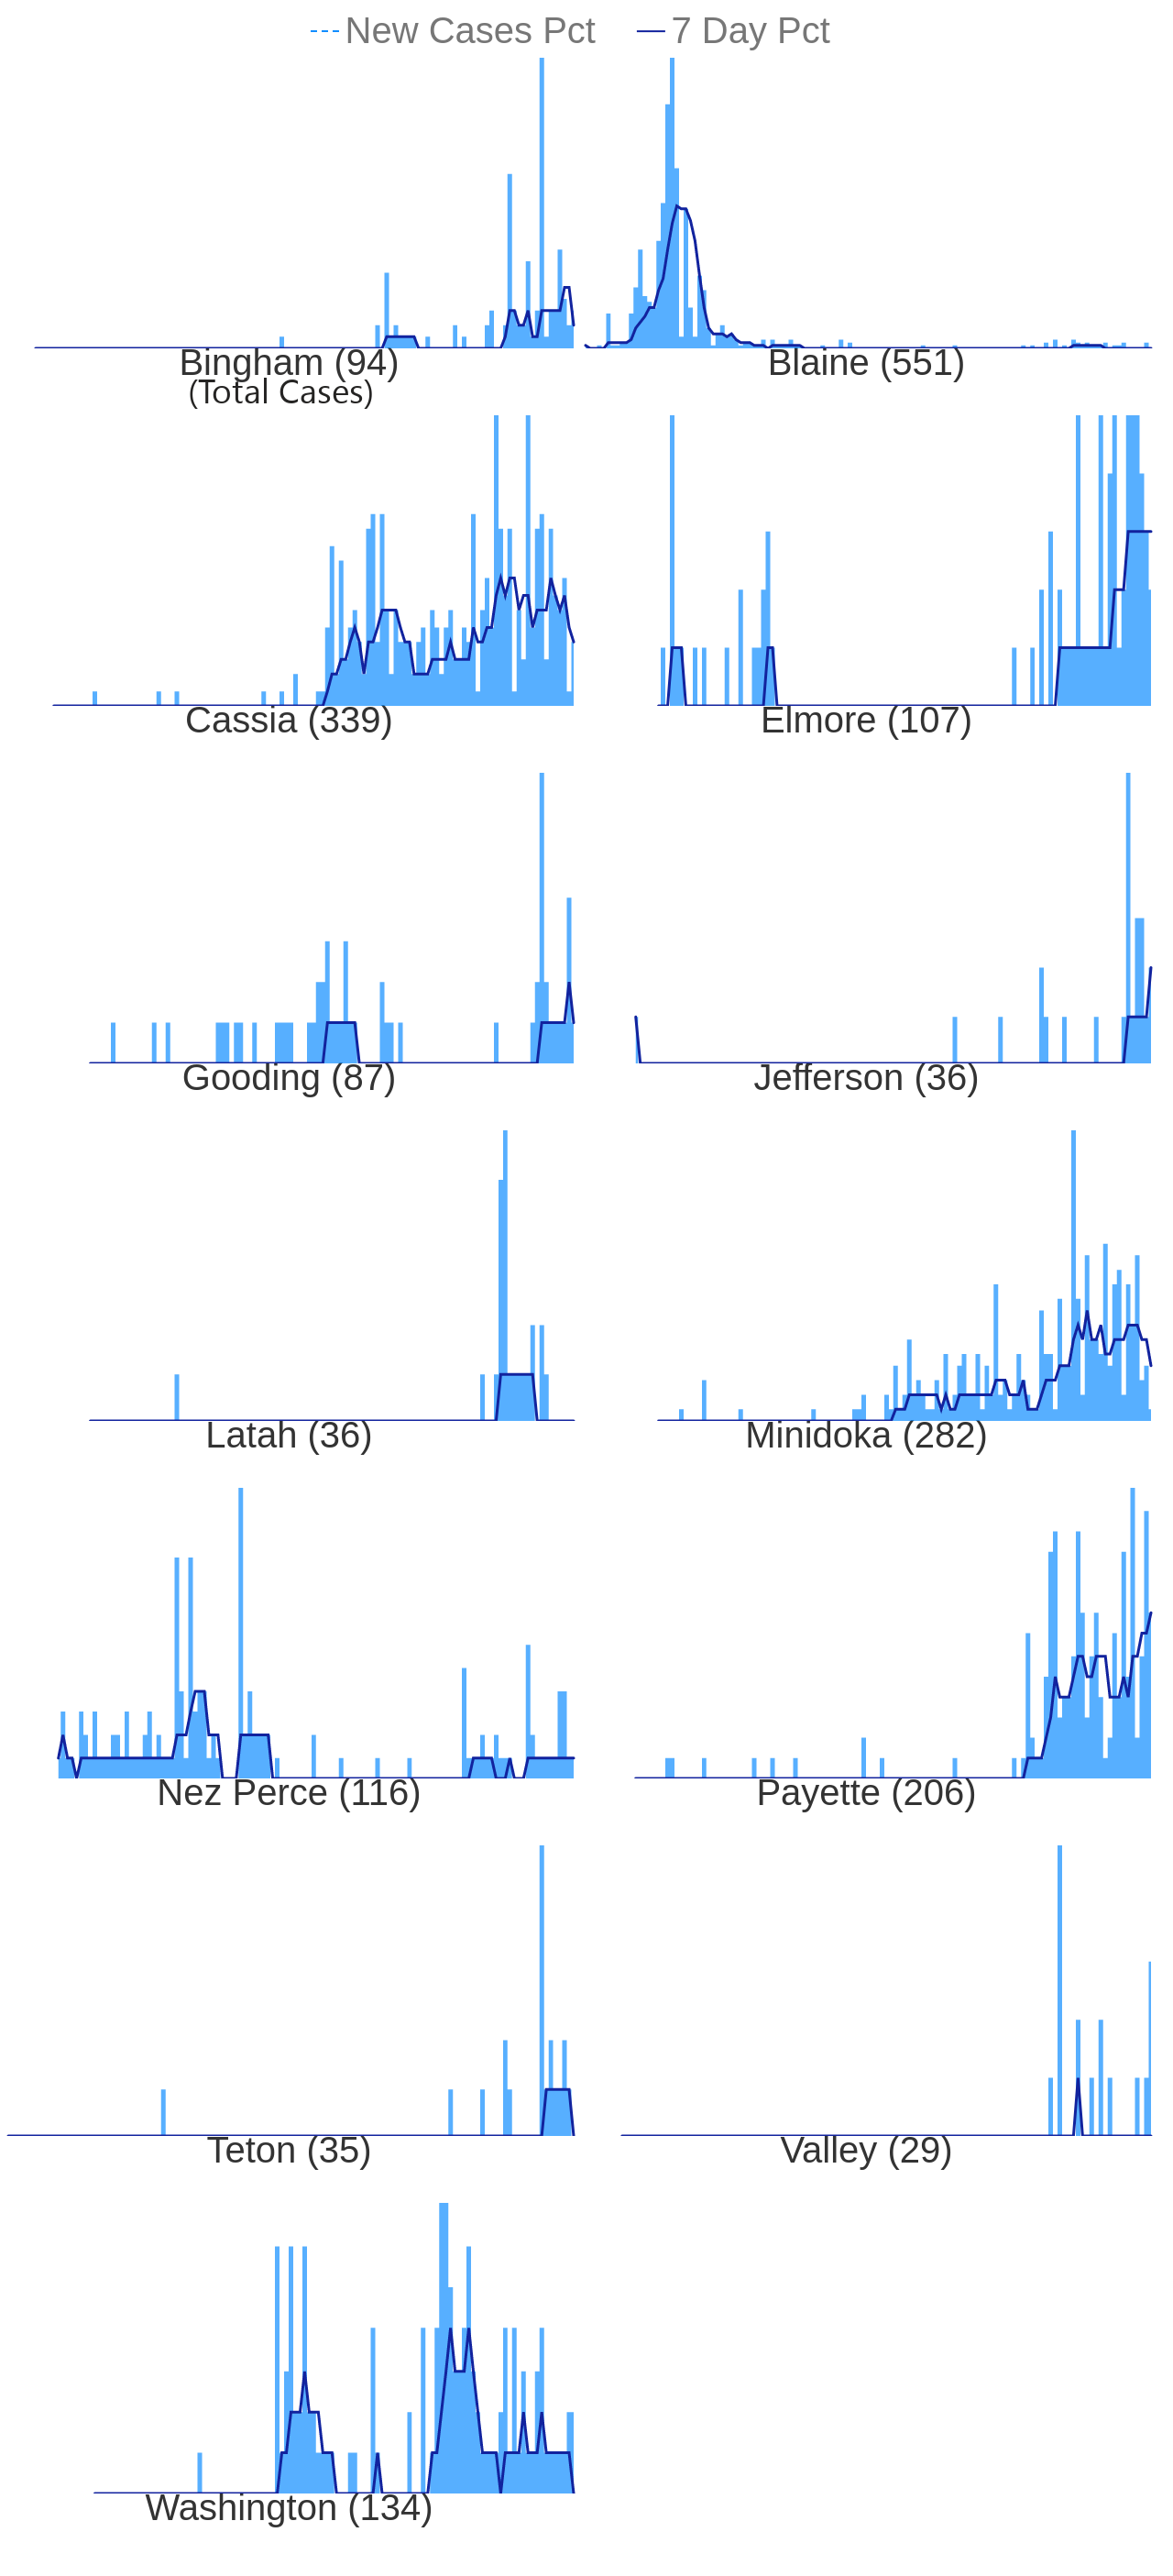 New Cases Pct 7 Day Pct
Bingham (94) Blaine (551)
(Total Cases)
Cassia (339) Elmore (107)
Gooding (87) Jefferson (36)
Latah (36) Minidoka (282)
Nez Perce (116) Payette (206)
Teton (35) Valley (29)
Washington (134)